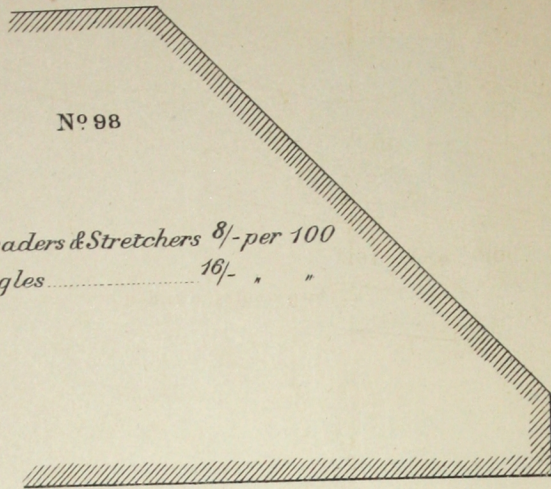 Nº 98
aders & Stretchers 8/- per 100
gles 16/- " "